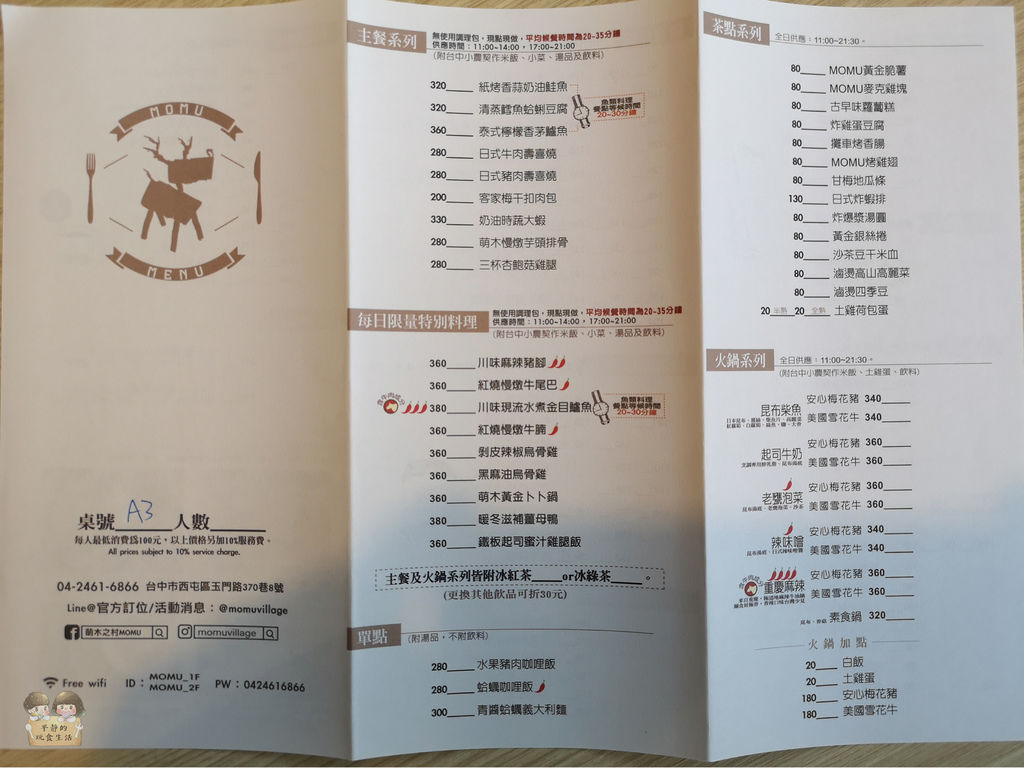 MOMU
MENU
桌號 A3 人數
每人最低消費為100元，以上價格另加10%服務費。
All prices subject to 10% service charge.
04-2461-6866 台中市西屯區玉門路370巷8號
Line@官方訂位/活動消息：@momuvillage
萌木之村MOMU
momuvillage
Free wifi ID： MOMU_1F
MOMU_2F
PW：0424616866
平静的
玩食生活
主餐系列
無使用調理包，現點現做，平均候餐時間為20-35分鐘
供應時間：11:00~14:00，17:00~21:00
(附台中小農契作米飯、小菜、湯品及飲料)
320 紙烤香蒜奶油鮭魚
320 清蒸鱈魚蛤蜊豆腐
360 泰式檸檬香茅鱸魚
魚類料理
餐點等候時間
20~30分鐘
280 日式牛肉壽喜燒
280 日式豬肉壽喜燒
200 客家梅干扣肉包
330 奶油時蔬大蝦
280 萌木慢燉芋頭排骨
280 三杯杏鮑菇雞腿
每日限量特別料理
無使用調理包，現點現做，平均候餐時間為20-35分鐘
供應時間：11:00~14:00，17:00~21:00
(附台中小農契作米飯、小菜、湯品及飲料)
360 川味麻辣豬腳
360 紅燒慢燉牛尾巴
380 川味現流水煮金目鱸魚
魚類料理
餐點等候時間
20~30分鐘
360 紅燒慢燉牛腩
360 剝皮辣椒烏骨雞
360 黑麻油烏骨雞
360 萌木黃金卜卜鍋
380 暖冬滋補薑母鴨
360 鐵板起司蜜汁雞腿飯
主餐及火鍋系列皆附冰紅茶 or冰綠茶 。
(更換其他飲品可折30元)
單點
(附湯品，不附飲料)
280 水果豬肉咖哩飯
280 蛤蠣咖哩飯
300 青醬蛤蠣義大利麵
茶點系列
全日供應：11:00~21:30。
80 MOMU黃金脆薯
80 MOMU麥克雞塊
80 古早味蘿蔔糕
80 炸雞蛋豆腐
80 攤車烤香腸
80 MOMU烤雞翅
80 甘梅地瓜條
130 日式炸蝦排
80 炸爆漿湯圓
80 黃金銀絲捲
80 沙茶豆干米血
80 滷燙高山高麗菜
80 滷燙四季豆
20 半熟 20 全熟 土雞荷包蛋
火鍋系列
全日供應：11:00~21:30。
(附台中小農契作米飯、土雞蛋、飲料)
昆布柴魚
安心梅花豬 340
美國雪花牛 340
起司牛奶
安心梅花豬 360
美國雪花牛 360
老甕泡菜
安心梅花豬 360
美國雪花牛 360
辣味噌
安心梅花豬 340
美國雪花牛 340
重慶麻辣
安心梅花豬 360
美國雪花牛 360
素食鍋 320
火鍋加點
20 白飯
20 土雞蛋
180 安心梅花豬
180 美國雪花牛